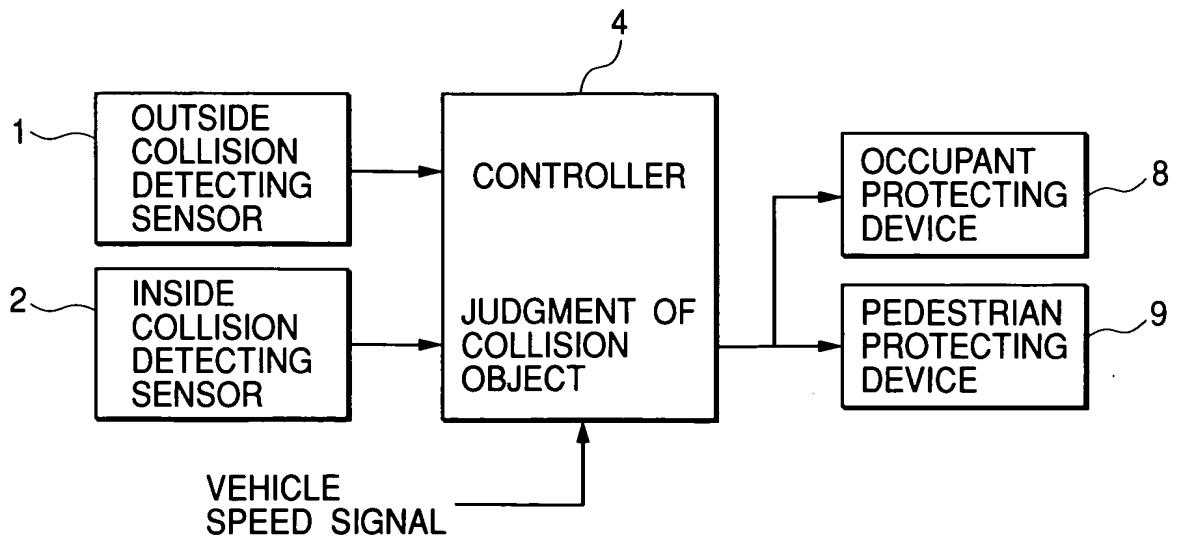 4
1
OUTSIDE
COLLISION
DETECTING
SENSOR
CONTROLLER
OCCUPANT
PROTECTING
DEVICE
8
2
INSIDE
COLLISION
DETECTING
SENSOR
JUDGMENT OF
COLLISION
OBJECT
PEDESTRIAN
PROTECTING
DEVICE
9
VEHICLE
SPEED SIGNAL